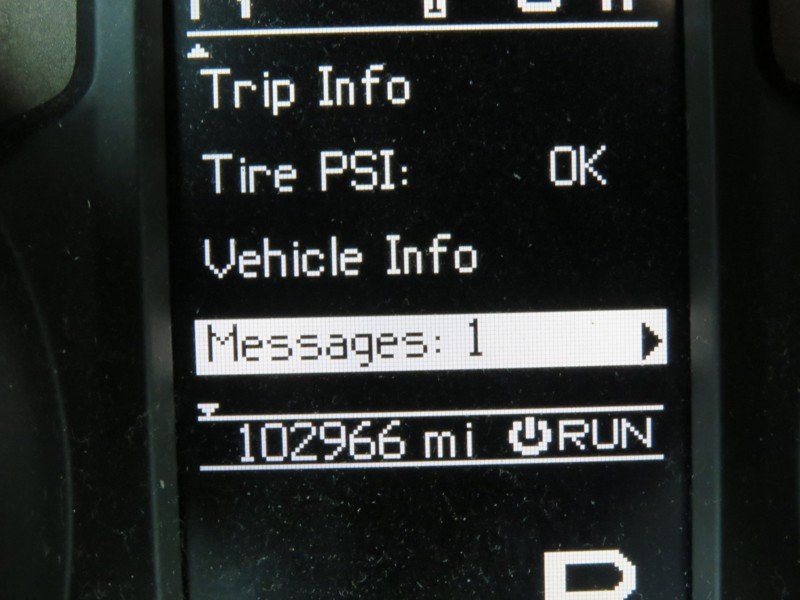 Trip Info
Tire PSI: OK
Vehicle Info
Messages: 1
102966 mi RUN